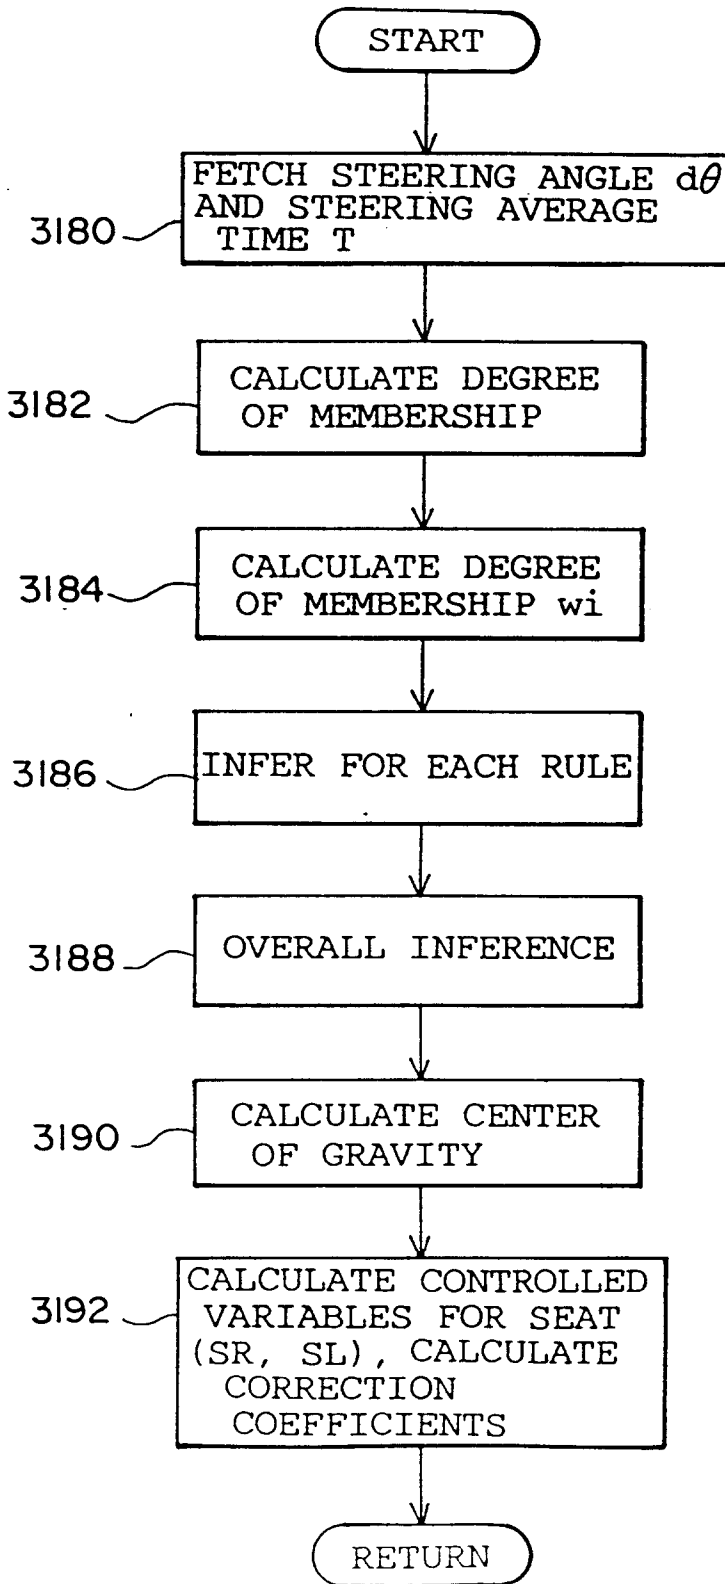 START
FETCH STEERING ANGLE dθ
AND STEERING AVERAGE
TIME T
3180
CALCULATE DEGREE
OF MEMBERSHIP
3182
CALCULATE DEGREE
OF MEMBERSHIP wi
3184
INFER FOR EACH RULE
3186
OVERALL INFERENCE
3188
CALCULATE CENTER
OF GRAVITY
3190
CALCULATE CONTROLLED
VARIABLES FOR SEAT
(SR, SL), CALCULATE
CORRECTION
COEFFICIENTS
3192
RETURN